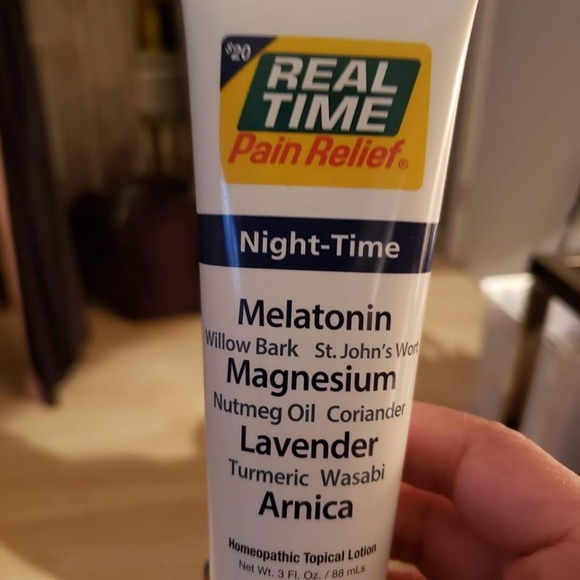 $20
REAL
TIME
Pain Relief®
Night-Time
Melatonin
Willow Bark St. John's Wort
Magnesium
Nutmeg Oil Coriander
Lavender
Turmeric Wasabi
Arnica
Homeopathic Topical Lotion
Net Wt. 3 Fl. Oz. / 88 mLs